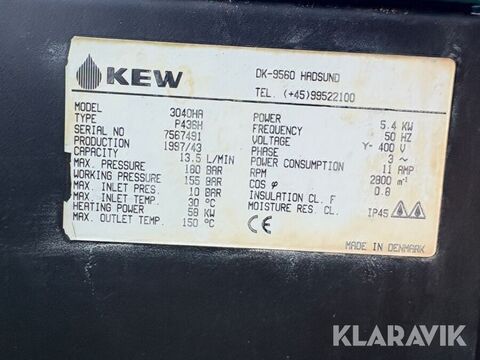 KEW
DK-9560 HADSUND
TEL. (+45)99522100
MODEL 3040HA
TYPE P436H
SERIAL NO 7567491
PRODUCTION 1997/43
CAPACITY 13.5 L/MIN
MAX. PRESSURE 180 BAR
WORKING PRESSURE 155 BAR
MAX. INLET PRES. 10 BAR
MAX. INLET TEMP. 30 °C
HEATING POWER 58 KW
MAX. OUTLET TEMP. 150 °C
POWER 5.4 KW
FREQUENCY 50 HZ
VOLTAGE Y- 400 V
PHASE 3 ~
POWER CONSUMPTION 11 AMP
RPM 2800 m⁻¹
COS φ 0.8
INSULATION CL. F
MOISTURE RES. CL. IP45
CE
MADE IN DENMARK
KLARAVIK